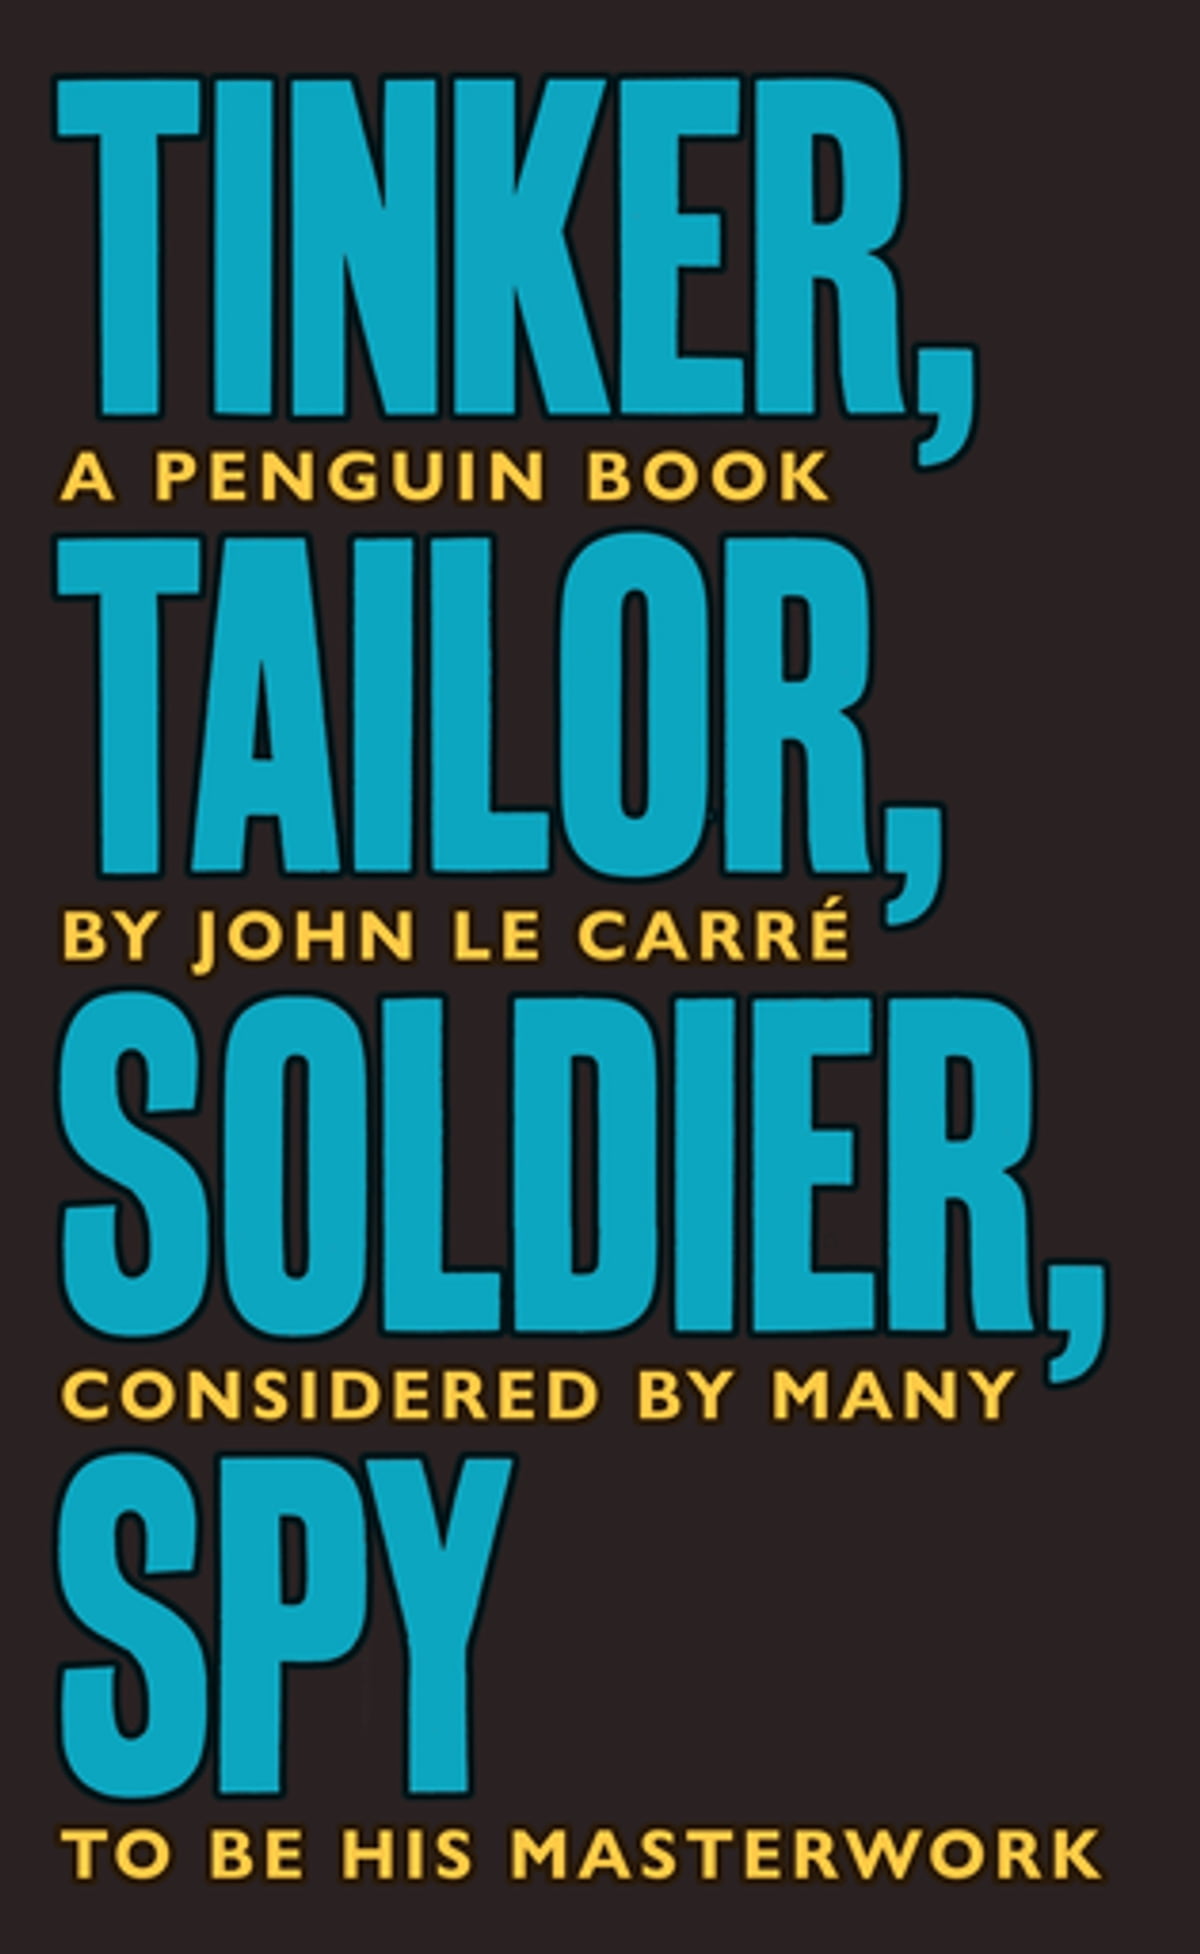 TINKER,
A PENGUIN BOOK
TAILOR,
BY JOHN LE CARRÉ
SOLDIER,
CONSIDERED BY MANY
SPY
TO BE HIS MASTERWORK